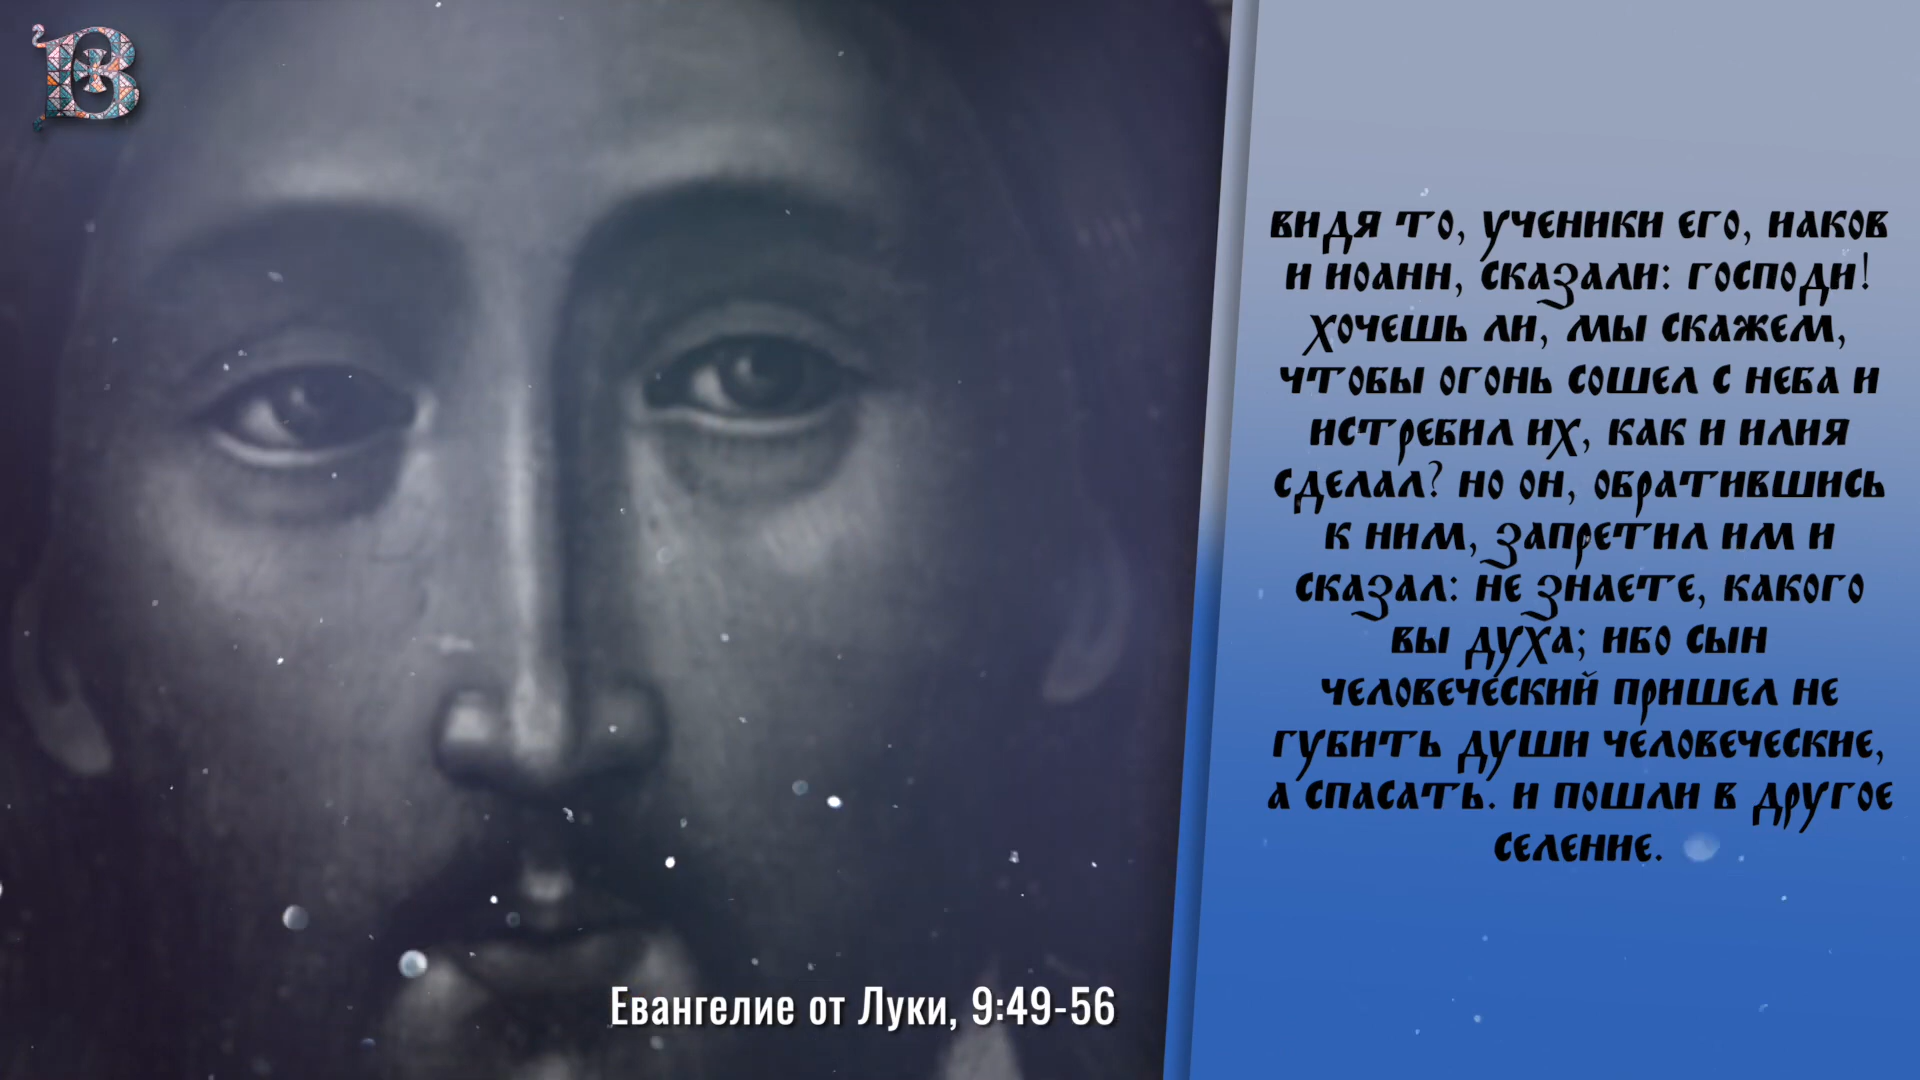 В
видя то, ученики его, иаков
и иоанн, сказали: господи!
хочешь ли, мы скажем,
чтобы огонь сошел с неба и
истребил их, как и илия
сделал? но он, обратившись
к ним, запретил им и
сказал: не знаете, какого
вы духа; ибо сын
человеческий пришел не
губить души человеческие,
а спасать. и пошли в другое
селение.
Евангелие от Луки, 9:49-56